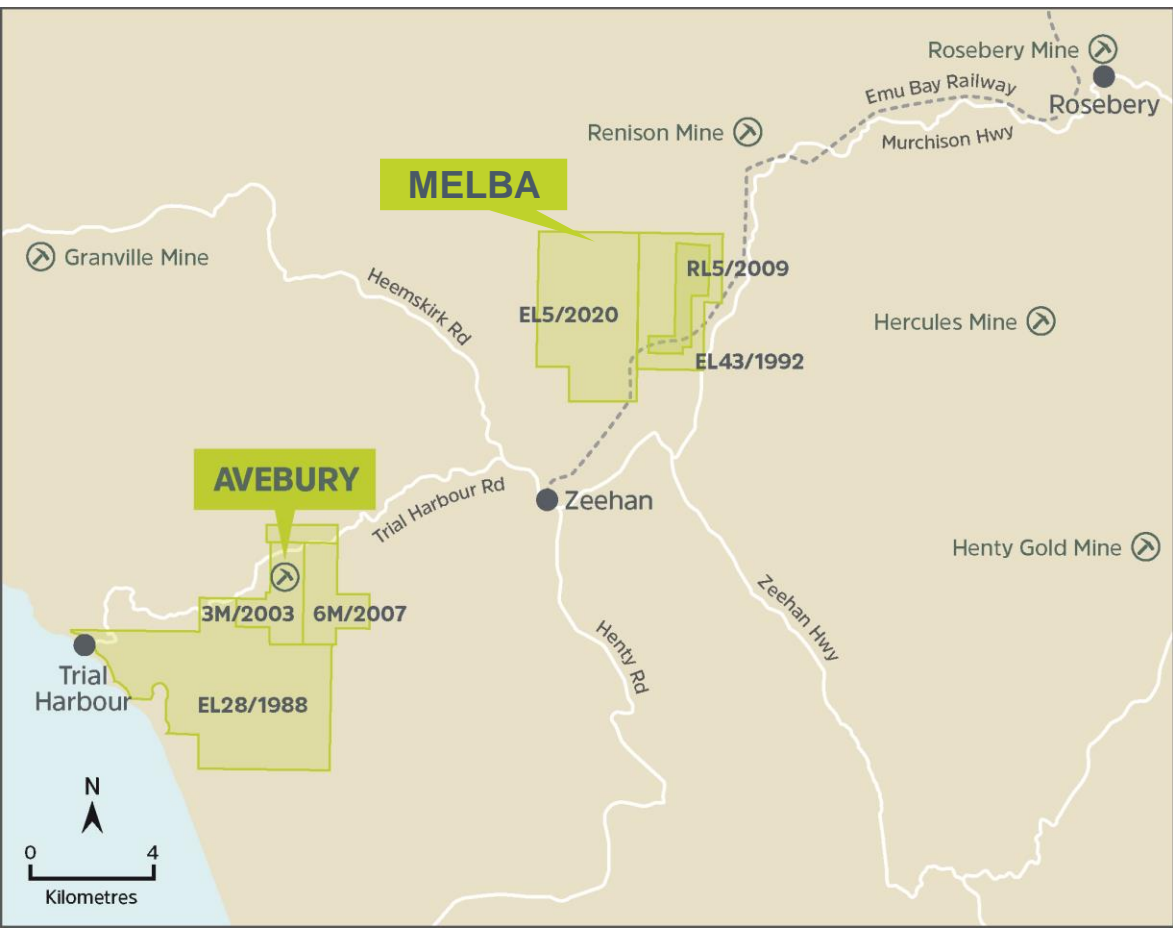 Rosebery Mine
Emu Bay Railway
Rosebery
Renison Mine
Murchison Hwy
MELBA
Granville Mine
RL5/2009
Heemskirk Rd
EL5/2020
Hercules Mine
EL43/1992
AVEBURY
Trial Harbour Rd
Zeehan
Henty Gold Mine
3M/2003
6M/2007
Zeehan Hwy
Henty Rd
Trial
Harbour
EL28/1988
N
0 4
Kilometres